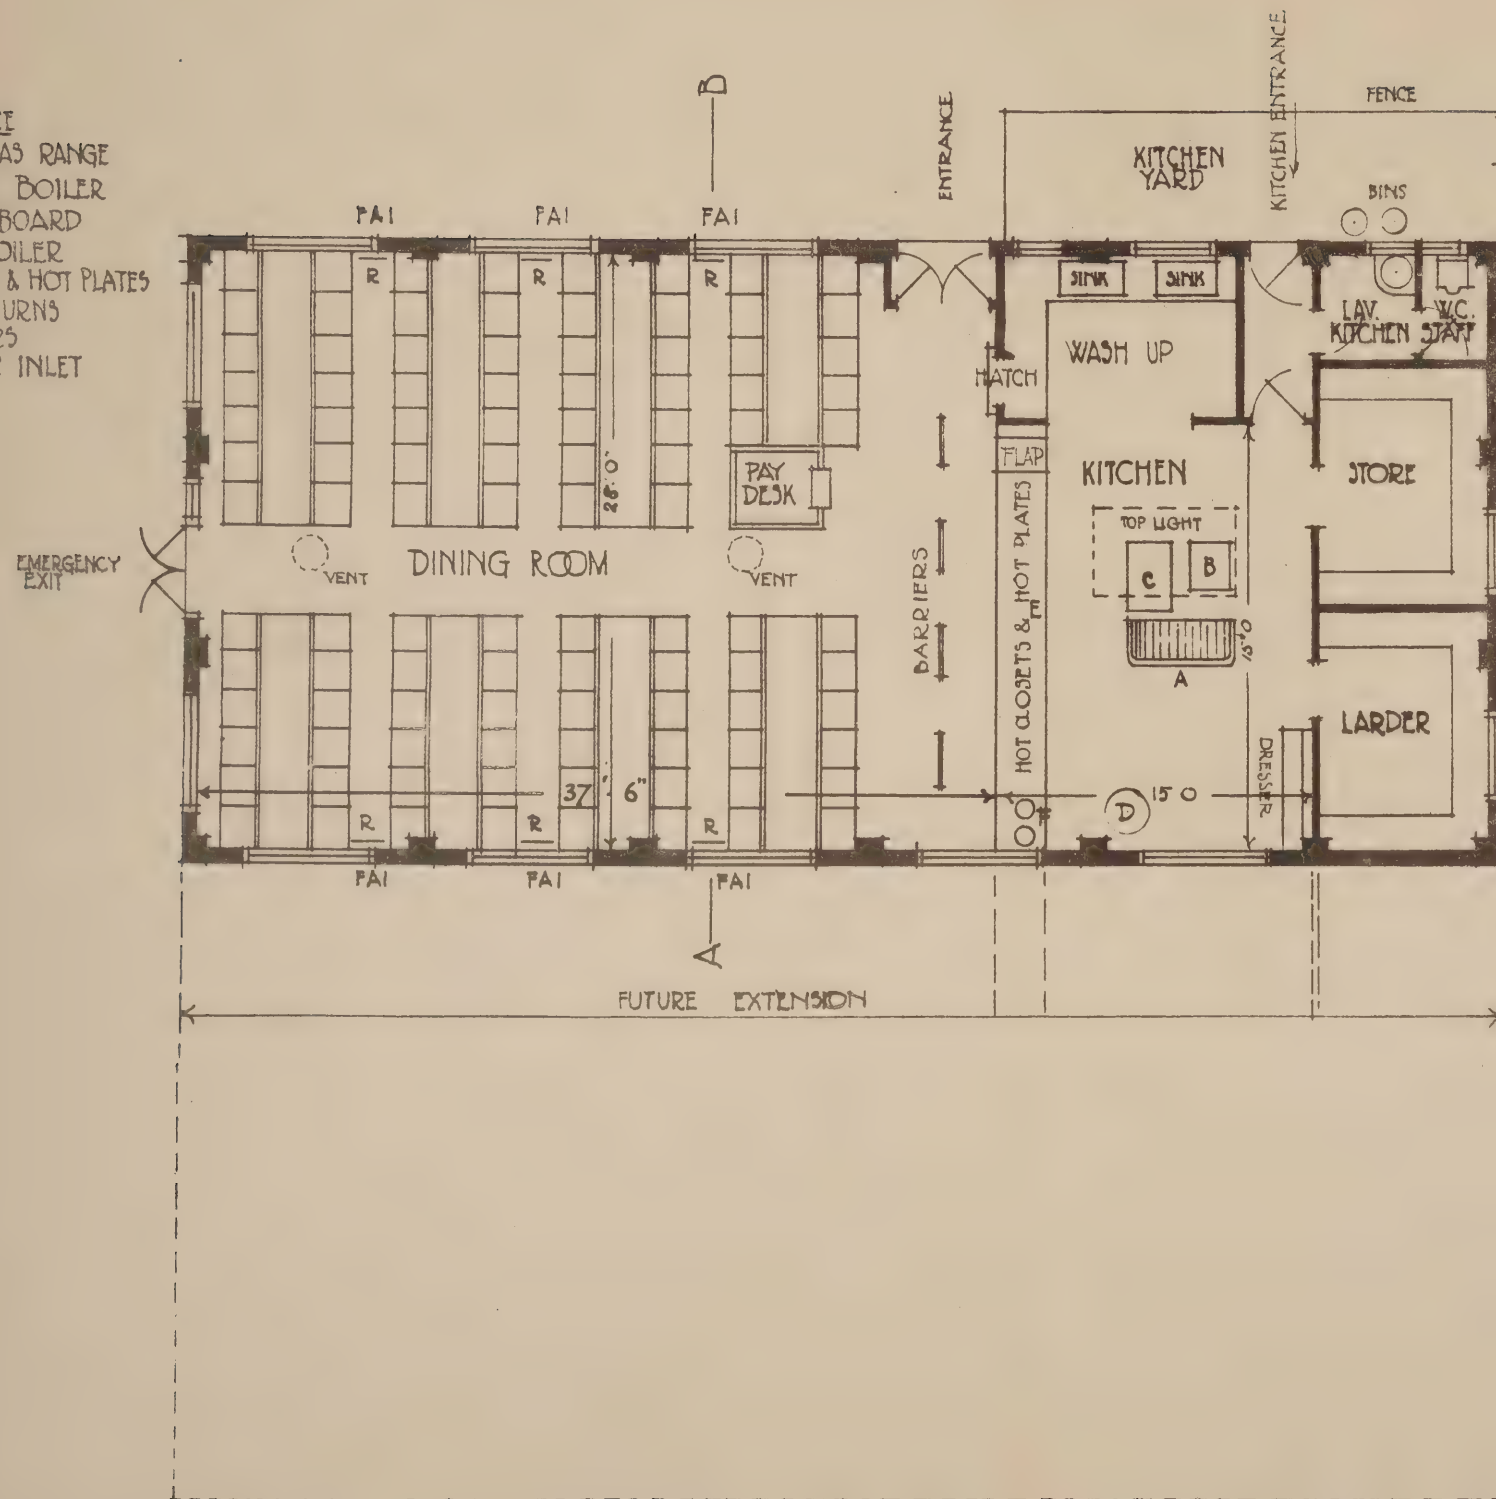 AS RANGE
BOILER
BOARD
OILER
& HOT PLATES
URNS
INLET
B
ENTRANCE
KITCHEN ENTRANCE
FENCE
KITCHEN
YARD
BINS
FAI
FAI
FAI
R
R
R
SINK
SINK
LAV.
W.C.
KITCHEN STAFF
WASH UP
HATCH
28'.0"
PAY
DESK
FLAP
KITCHEN
STORE
TOP LIGHT
EMERGENCY
EXIT
VENT
DINING ROOM
VENT
BARRIERS
HOT CLOSETS & HOT PLATES
E
C
B
A
LARDER
DRESSER
37'.6"
15 0
D
R
R
R
FAI
FAI
FAI
A
FUTURE EXTENSION